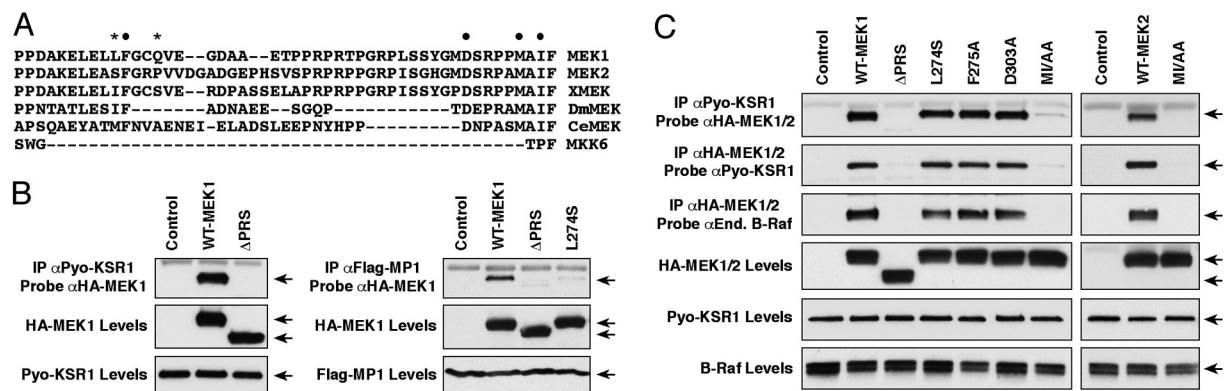 A
* • * • • •
PPDAKELELLFGCQVE--GDAA--ETPPRPRTPGRPLSSYGMDSRPPMAIF MEK1
PPDAKELEASFGRPVVDGADGEPHSVSPRPRPPGRPISGHGMDSRPAMAIF MEK2
PPDAKELELIFGCSVE--RDPASSELAPRPRPPGRPISSYGPDSRPPMAIF XMEK
PPNTATLESIF--------ADNAEE--SGQP-----------TDEPRAMAIF DmMEK
APSQAEYATMFNVAENEI-ELADSLEEPNYHPP----------DNPASMAIF CeMEK
SWG---------------------------------------------TPF MKK6
B
Control
WT-MEK1
ΔPRS
IP αPyo-KSR1
Probe αHA-MEK1
HA-MEK1 Levels
Pyo-KSR1 Levels
Control
WT-MEK1
ΔPRS
L274S
IP αFlag-MP1
Probe αHA-MEK1
HA-MEK1 Levels
Flag-MP1 Levels
C
Control
WT-MEK1
ΔPRS
L274S
F275A
D303A
MI/AA
Control
WT-MEK2
MI/AA
IP αPyo-KSR1
Probe αHA-MEK1/2
IP αHA-MEK1/2
Probe αPyo-KSR1
IP αHA-MEK1/2
Probe αEnd. B-Raf
HA-MEK1/2 Levels
Pyo-KSR1 Levels
B-Raf Levels